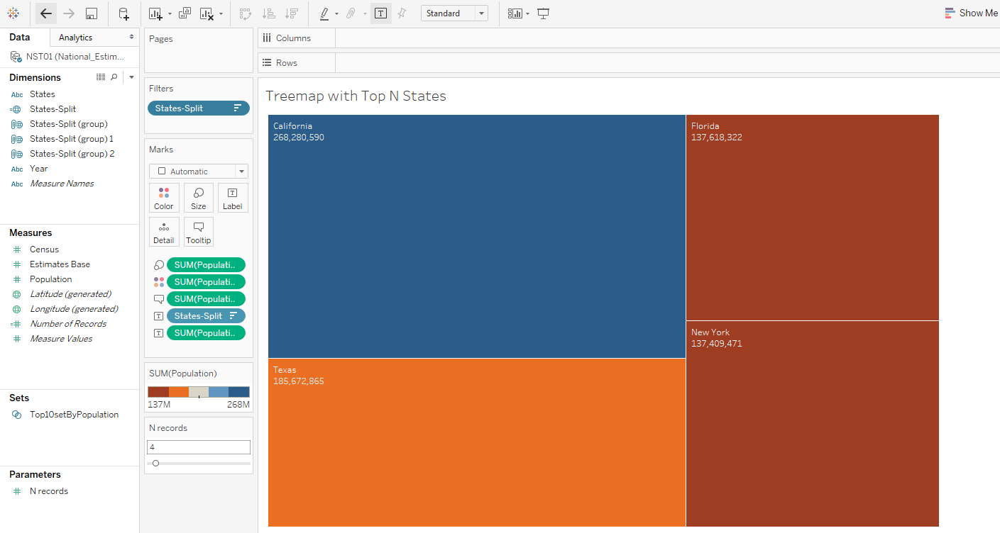 Standard
Show Me
Data
Analytics
NST01 (National_Estim...
Dimensions
Abc States
States-Split
States-Split (group)
States-Split (group) 1
States-Split (group) 2
Abc Year
Abc Measure Names
Measures
Census
Estimates Base
Population
Latitude (generated)
Longitude (generated)
Number of Records
Measure Values
Sets
Top10setByPopulation
Parameters
N records
Pages
Filters
States-Split
Marks
Automatic
Color Size Label
Detail Tooltip
SUM(Populati..
SUM(Populati..
SUM(Populati..
States-Split
SUM(Populati..
SUM(Population)
137M 268M
N records
4
Columns
Rows
Treemap with Top N States
California
268,280,590
Florida
137,618,322
Texas
185,672,865
New York
137,409,471